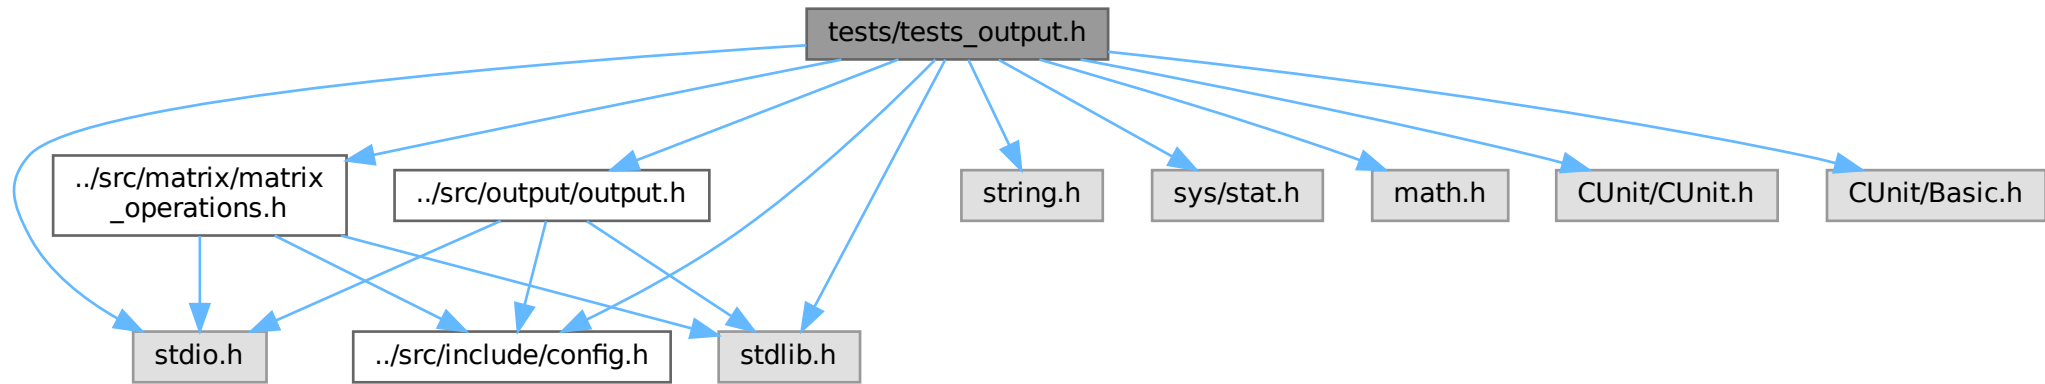 tests/tests_output.h
../src/matrix/matrix
_operations.h
../src/output/output.h
string.h
sys/stat.h
math.h
CUnit/CUnit.h
CUnit/Basic.h
stdio.h
../src/include/config.h
stdlib.h